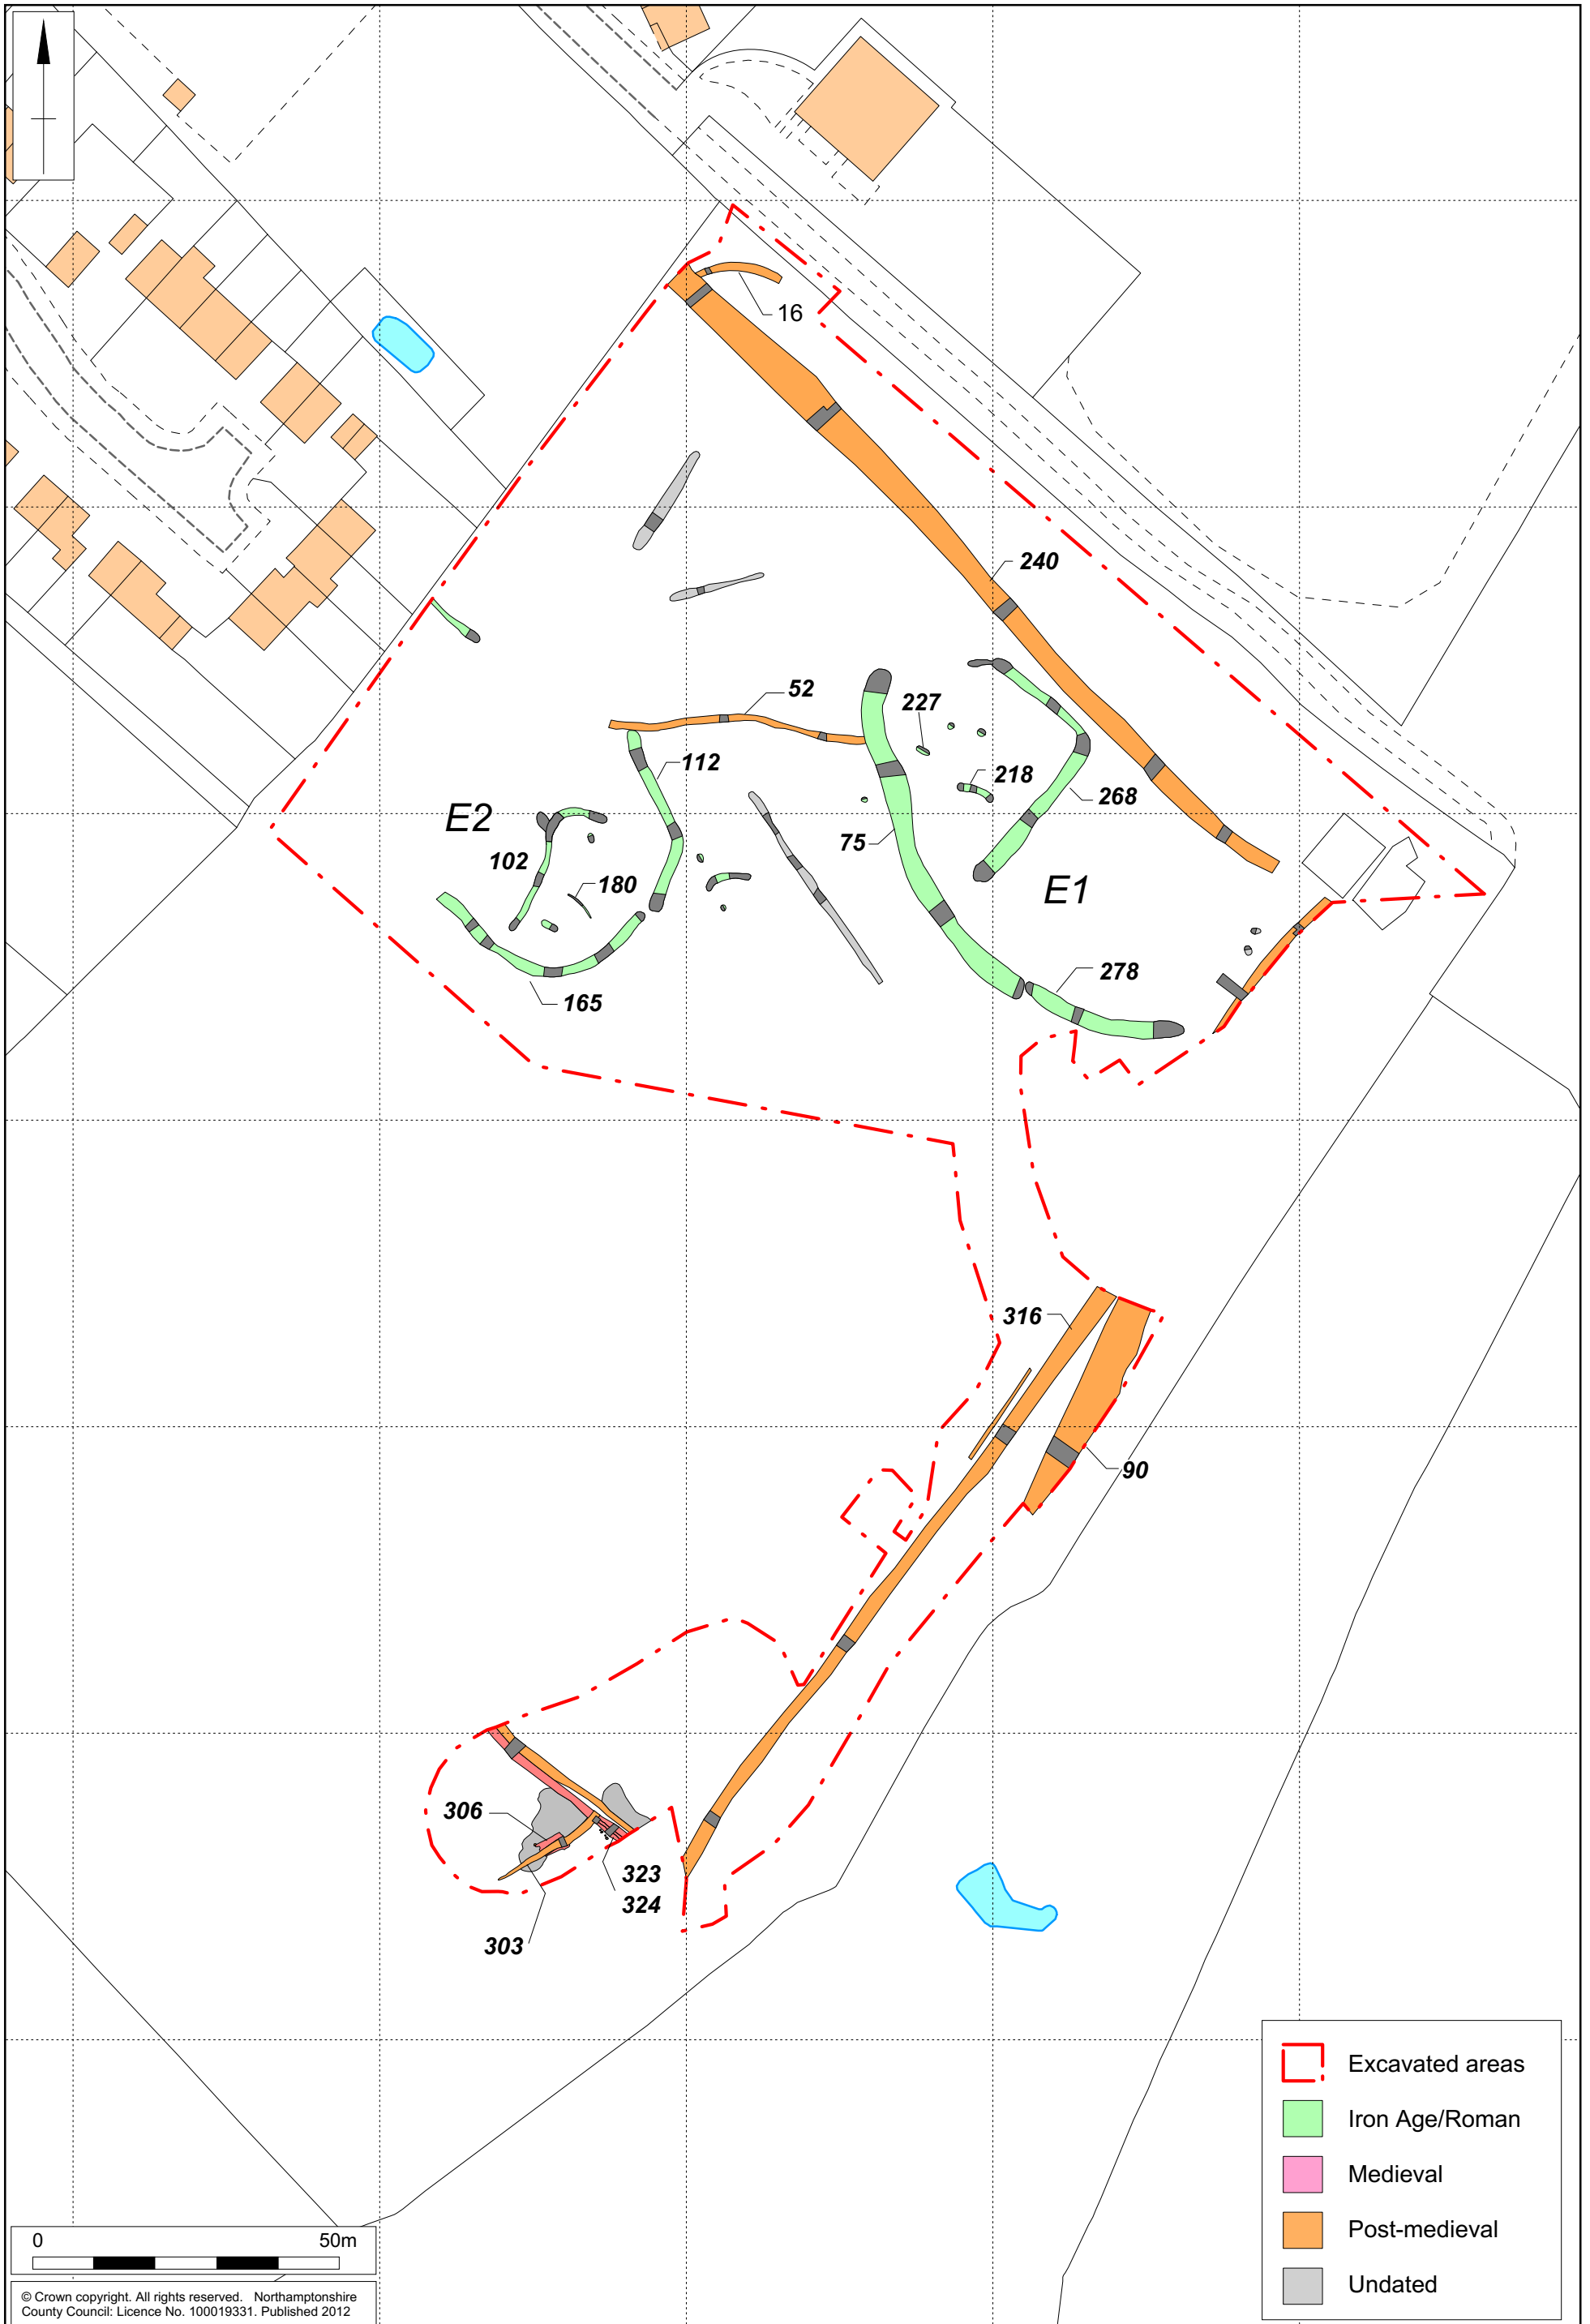 16
240
52
227
112
218
268
E2
75
102
180
E1
278
165
316
90
306
323
324
303
Excavated areas
Iron Age/Roman
Medieval
Post-medieval
Undated
0 50m
© Crown copyright. All rights reserved. Northamptonshire
County Council: Licence No. 100019331. Published 2012